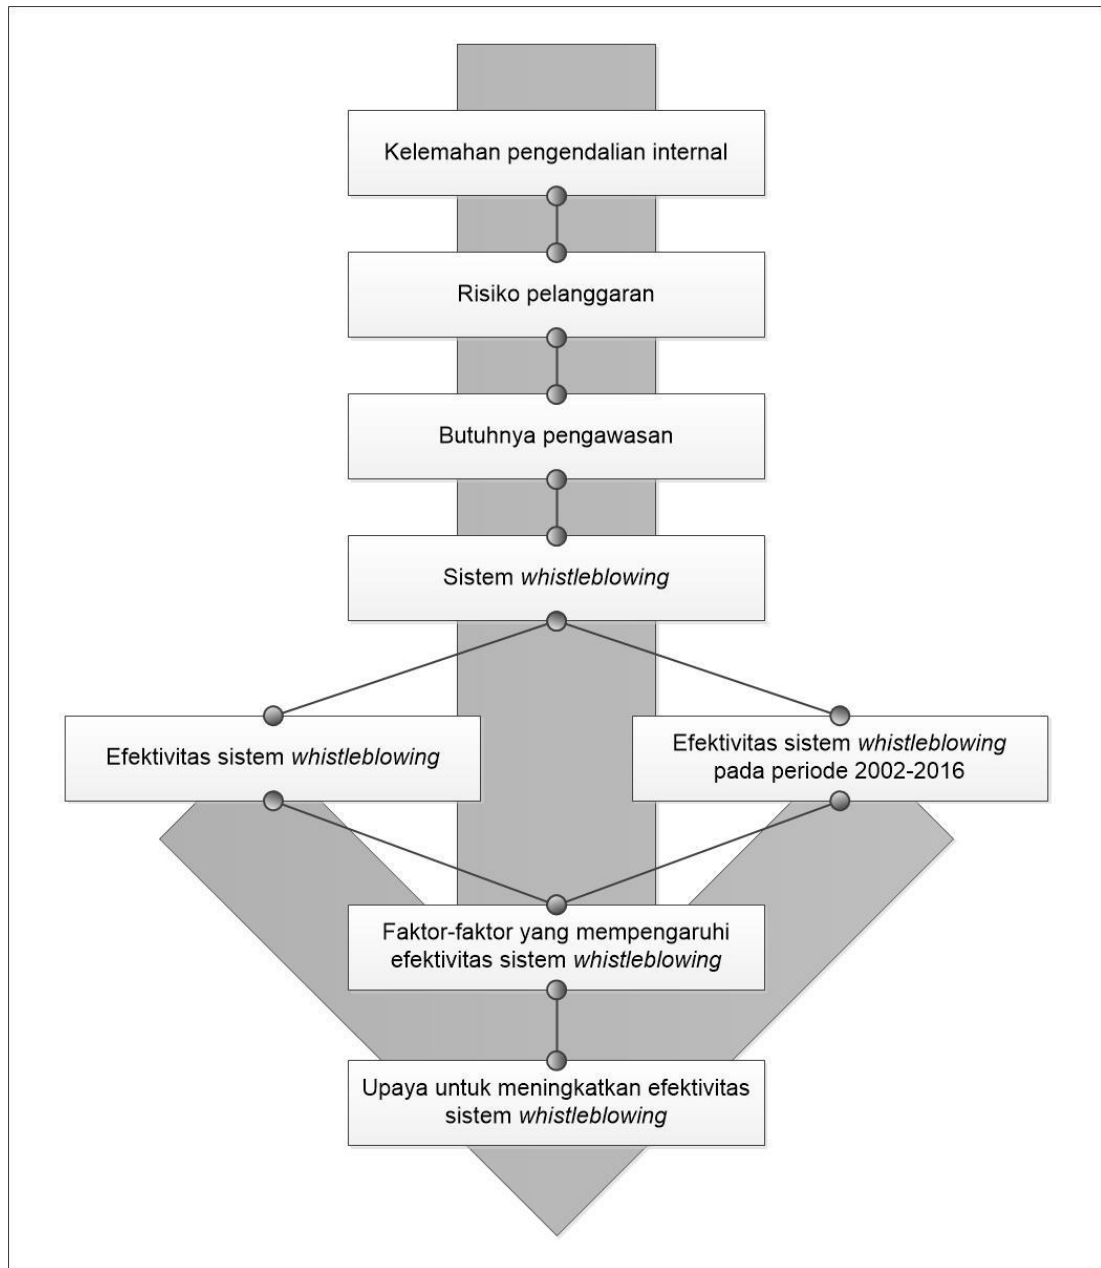 Kelemahan pengendalian internal
Risiko pelanggaran
Butuhnya pengawasan
Sistem whistleblowing
Efektivitas sistem whistleblowing
Efektivitas sistem whistleblowing
pada periode 2002-2016
Faktor-faktor yang mempengaruhi
efektivitas sistem whistleblowing
Upaya untuk meningkatkan efektivitas
sistem whistleblowing